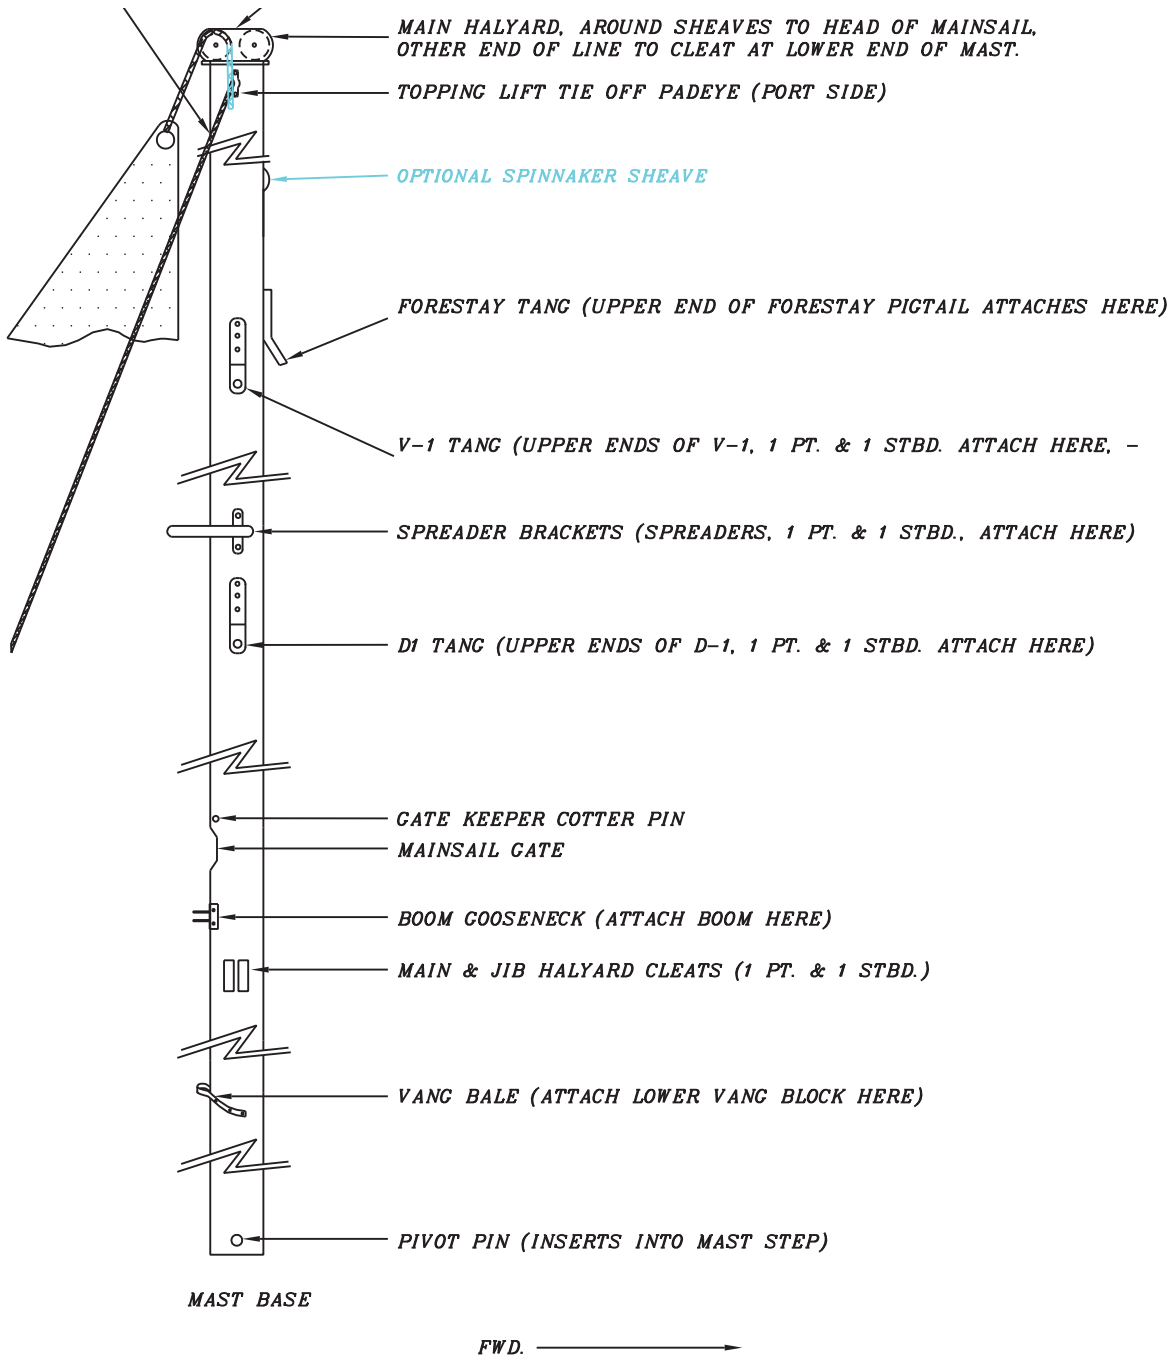 MAIN HALYARD, AROUND SHEAVES TO HEAD OF MAINSAIL,
OTHER END OF LINE TO CLEAT AT LOWER END OF MAST.
TOPPING LIFT TIE OFF PADEYE (PORT SIDE)
OPTIONAL SPINNAKER SHEAVE
FORESTAY TANG (UPPER END OF FORESTAY PIGTAIL ATTACHES HERE)
V-1 TANG (UPPER ENDS OF V-1, 1 PT. & 1 STBD. ATTACH HERE, -
SPREADER BRACKETS (SPREADERS, 1 PT. & 1 STBD., ATTACH HERE)
D1 TANG (UPPER ENDS OF D-1, 1 PT. & 1 STBD. ATTACH HERE)
GATE KEEPER COTTER PIN
MAINSAIL GATE
BOOM GOOSENECK (ATTACH BOOM HERE)
MAIN & JIB HALYARD CLEATS (1 PT. & 1 STBD.)
VANG BALE (ATTACH LOWER VANG BLOCK HERE)
PIVOT PIN (INSERTS INTO MAST STEP)
MAST BASE
FWD.